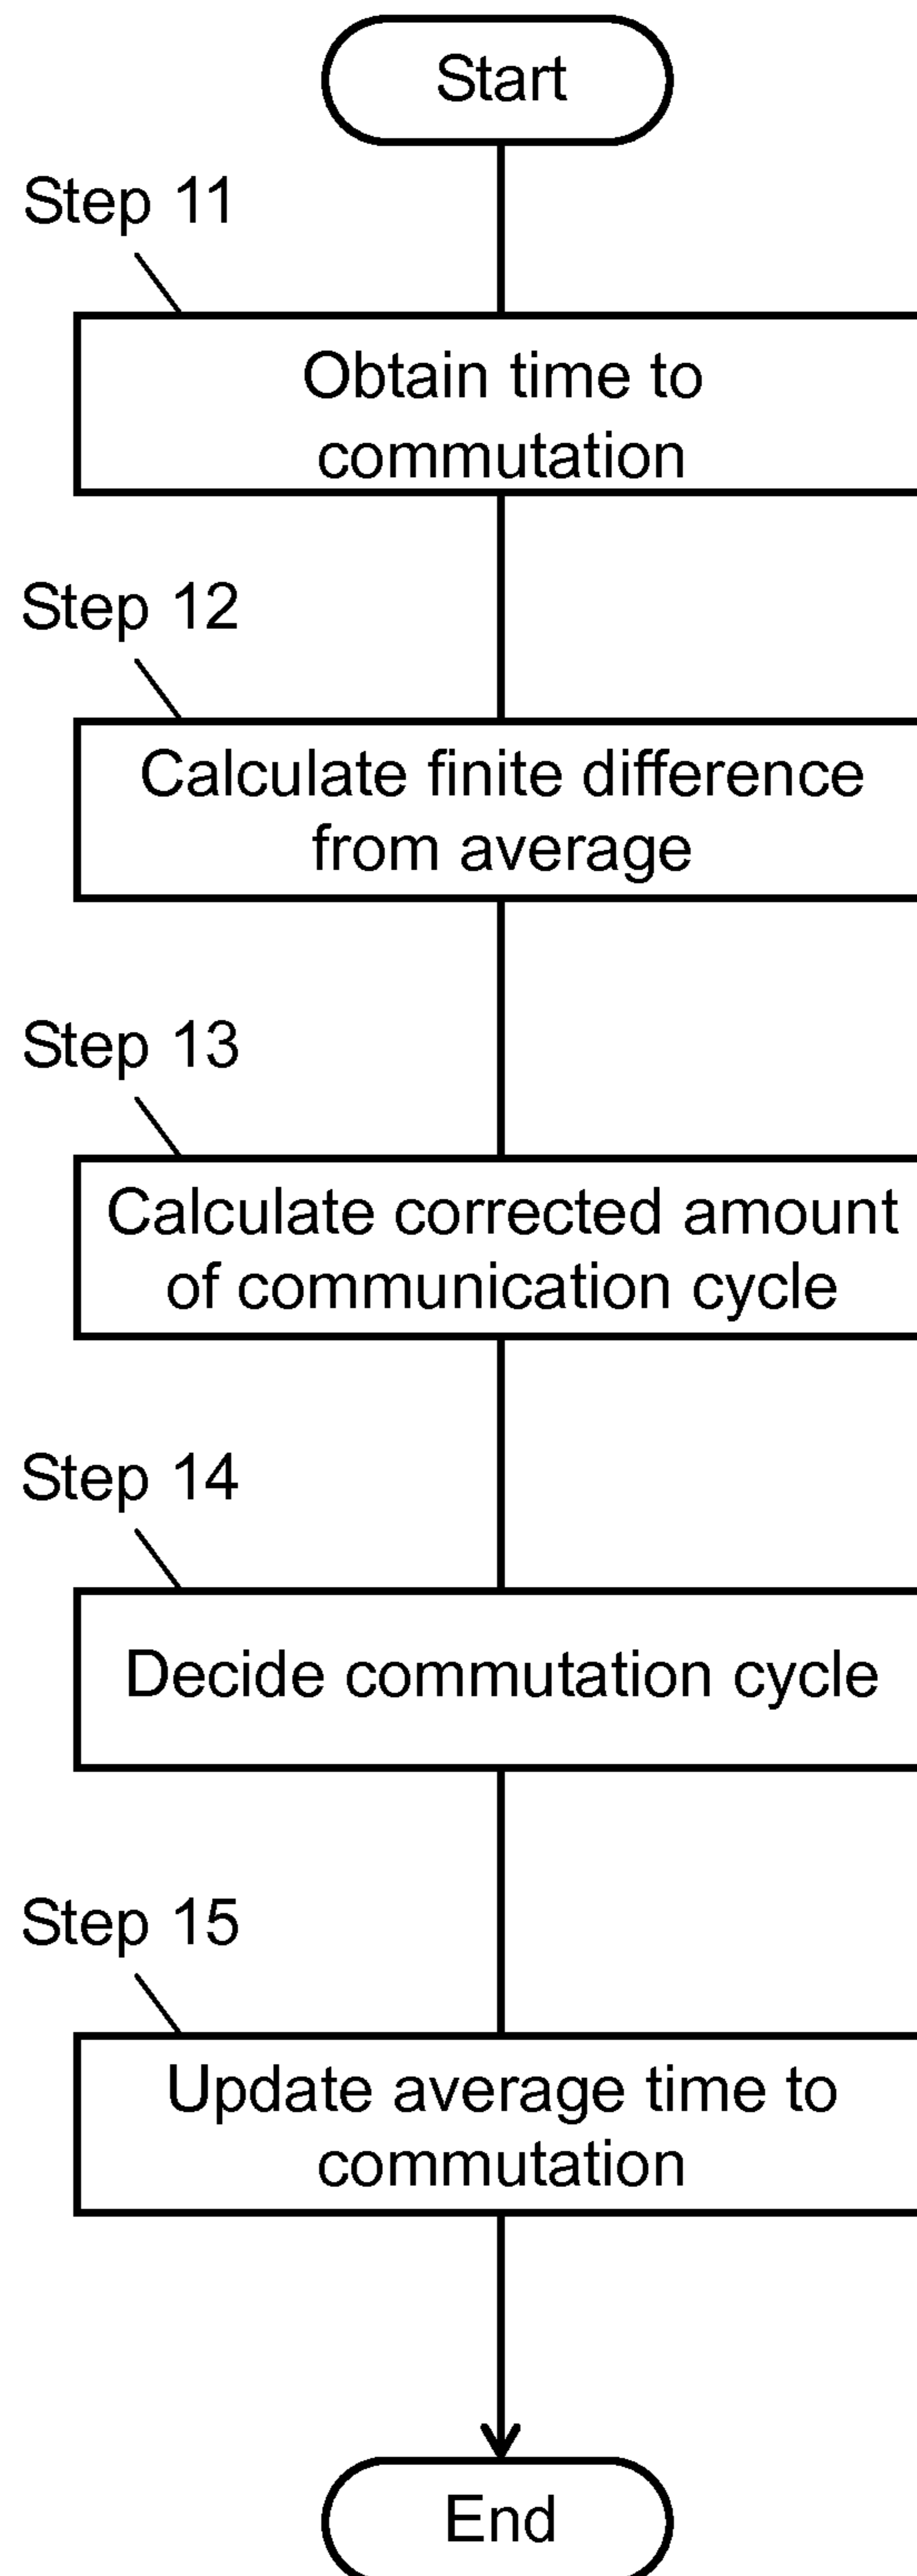 Start
Step 11
Obtain time to
commutation
Step 12
Calculate finite difference
from average
Step 13
Calculate corrected amount
of communication cycle
Step 14
Decide commutation cycle
Step 15
Update average time to
commutation
End